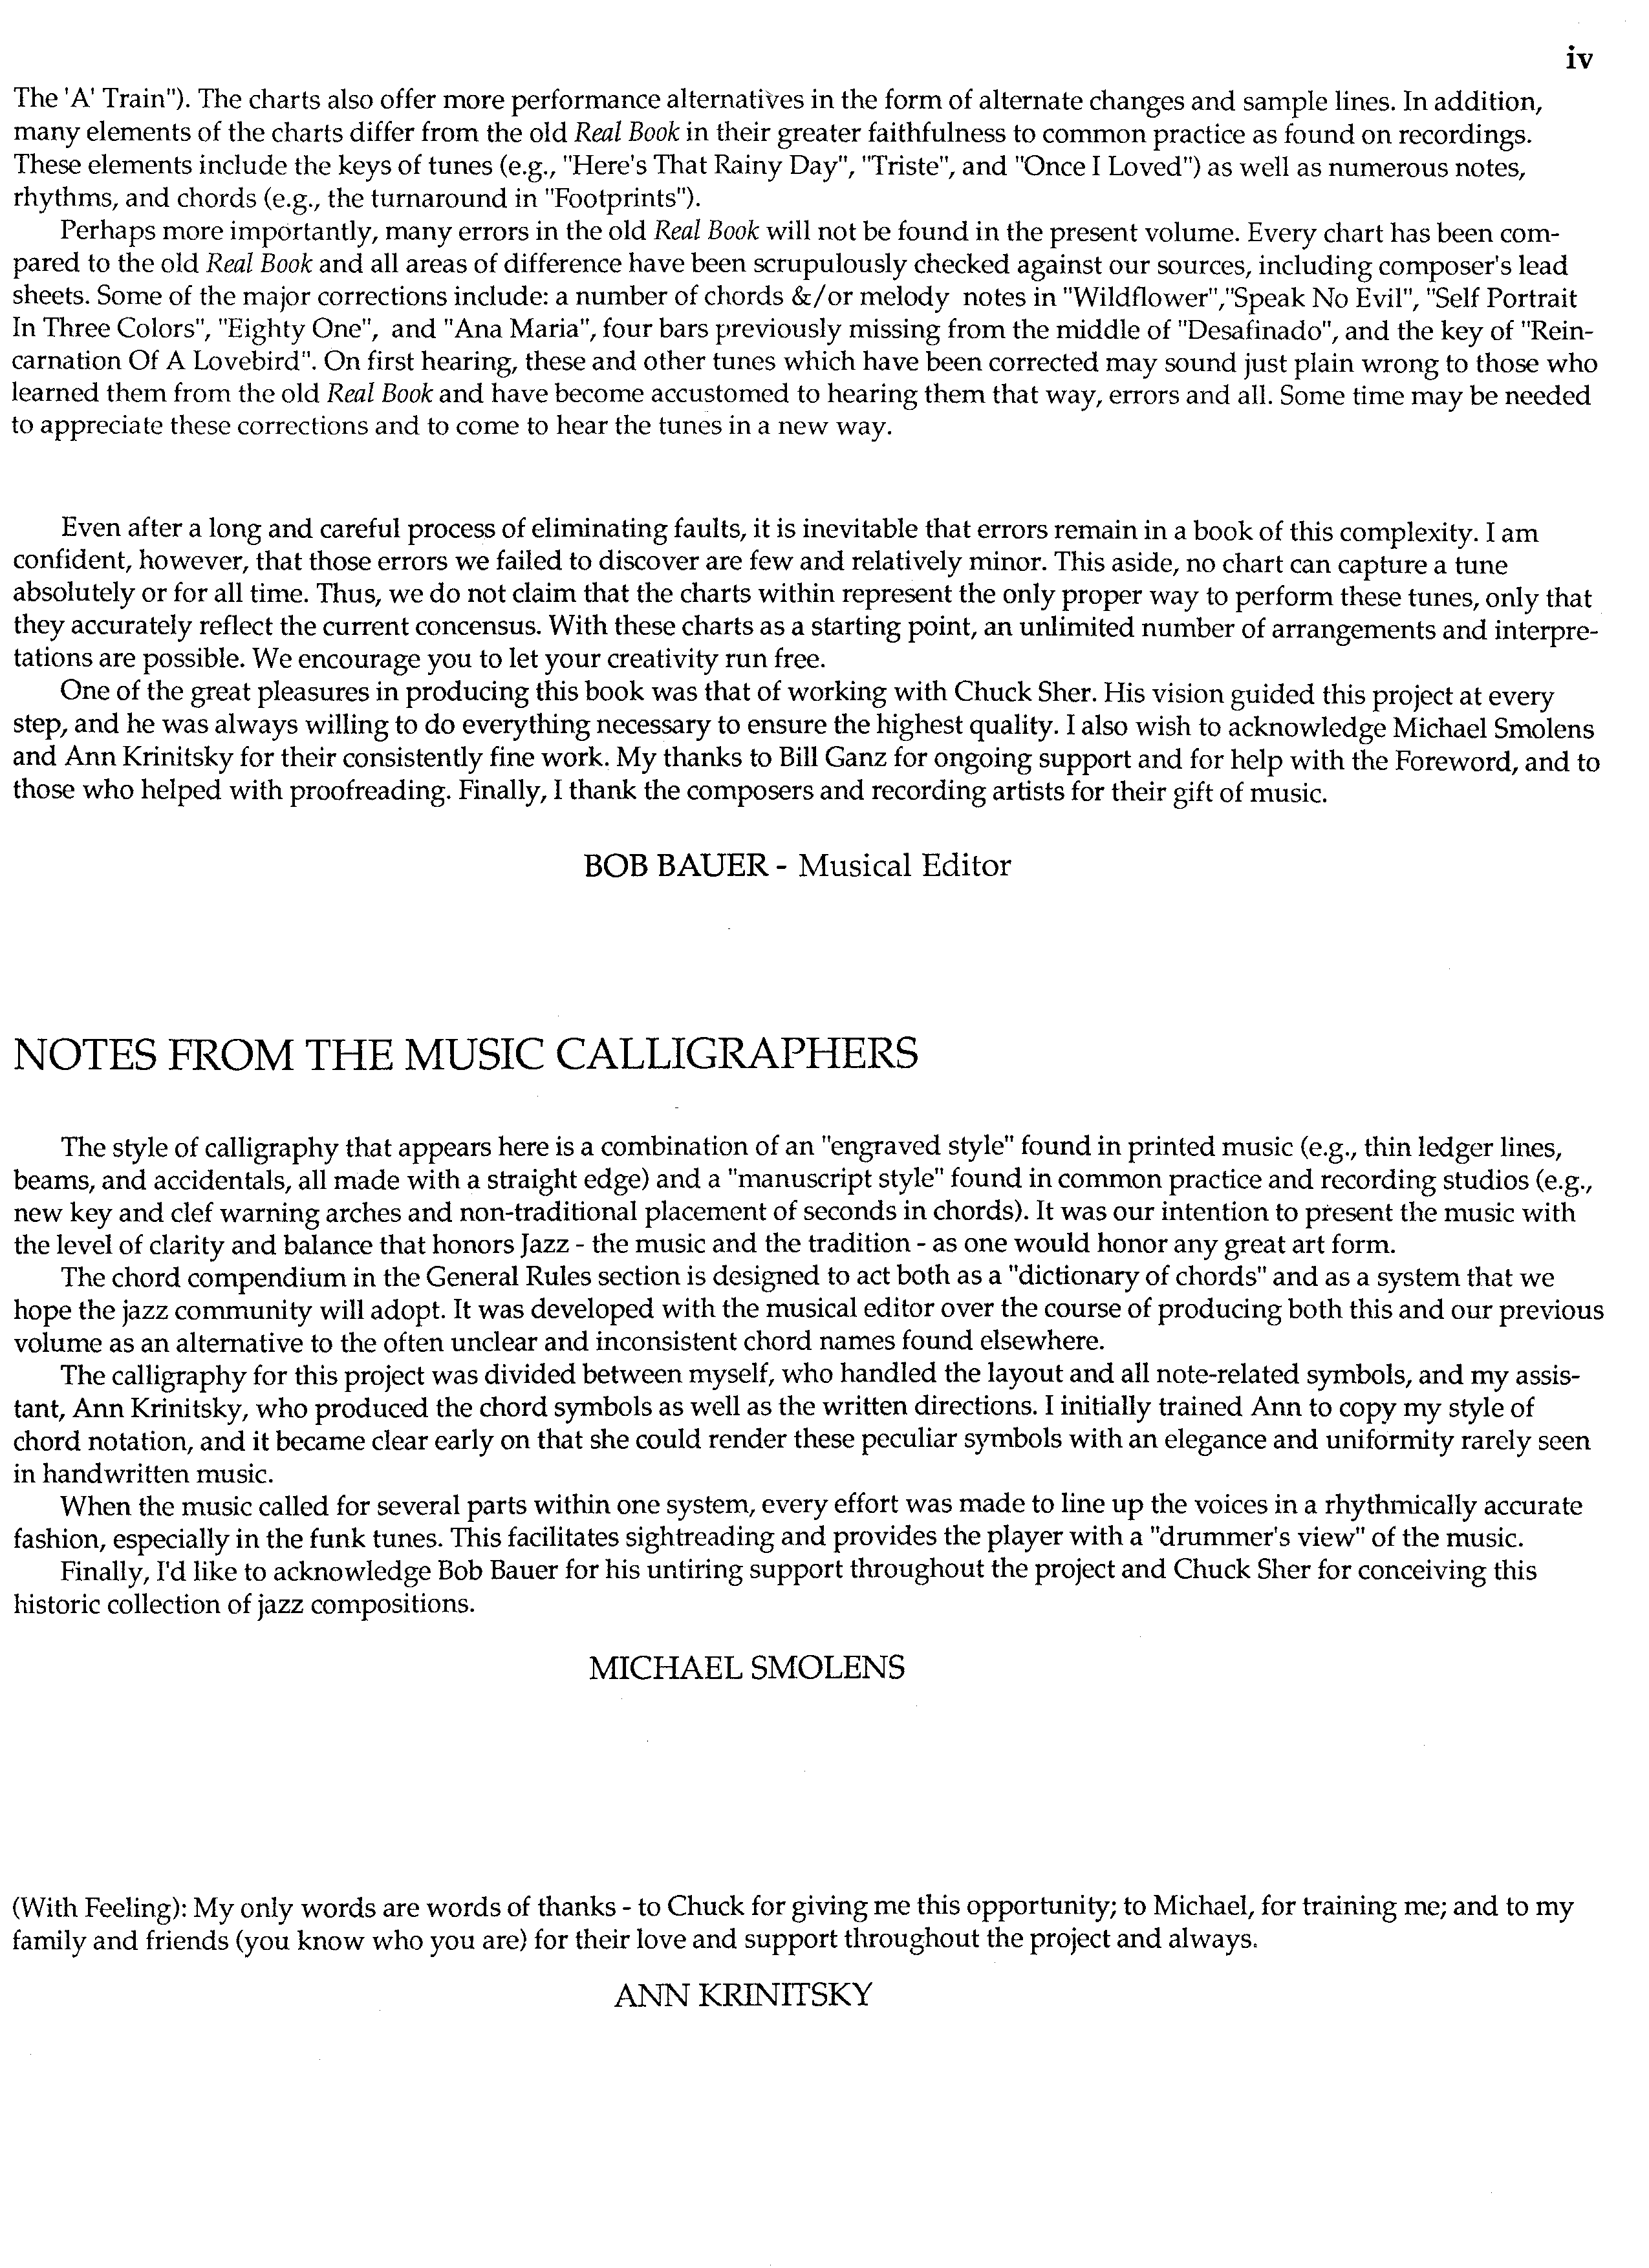 iv
The 'A' Train"). The charts also offer more performance alternatives in the form of alternate changes and sample lines. In addition,
many elements of the charts differ from the old Real Book in their greater faithfulness to common practice as found on recordings.
These elements include the keys of tunes (e.g., "Here's That Rainy Day", "Triste", and "Once I Loved") as well as numerous notes,
rhythms, and chords (e.g., the turnaround in "Footprints").
Perhaps more importantly, many errors in the old Real Book will not be found in the present volume. Every chart has been com-
pared to the old Real Book and all areas of difference have been scrupulously checked against our sources, including composer's lead
sheets. Some of the major corrections include: a number of chords &/or melody notes in "Wildflower","Speak No Evil", "Self Portrait
In Three Colors", "Eighty One", and "Ana Maria", four bars previously missing from the middle of "Desafinado", and the key of "Rein-
carnation Of A Lovebird". On first hearing, these and other tunes which have been corrected may sound just plain wrong to those who
learned them from the old Real Book and have become accustomed to hearing them that way, errors and all. Some time may be needed
to appreciate these corrections and to come to hear the tunes in a new way.
Even after a long and careful process of eliminating faults, it is inevitable that errors remain in a book of this complexity. I am
confident, however, that those errors we failed to discover are few and relatively minor. This aside, no chart can capture a tune
absolutely or for all time. Thus, we do not claim that the charts within represent the only proper way to perform these tunes, only that
they accurately reflect the current concensus. With these charts as a starting point, an unlimited number of arrangements and interpre-
tations are possible. We encourage you to let your creativity run free.
One of the great pleasures in producing this book was that of working with Chuck Sher. His vision guided this project at every
step, and he was always willing to do everything necessary to ensure the highest quality. I also wish to acknowledge Michael Smolens
and Ann Krinitsky for their consistently fine work. My thanks to Bill Ganz for ongoing support and for help with the Foreword, and to
those who helped with proofreading. Finally, I thank the composers and recording artists for their gift of music.
BOB BAUER - Musical Editor
NOTES FROM THE MUSIC CALLIGRAPHERS
The style of calligraphy that appears here is a combination of an "engraved style" found in printed music (e.g., thin ledger lines,
beams, and accidentals, all made with a straight edge) and a "manuscript style" found in common practice and recording studios (e.g.,
new key and clef warning arches and non-traditional placement of seconds in chords). It was our intention to present the music with
the level of clarity and balance that honors Jazz - the music and the tradition - as one would honor any great art form.
The chord compendium in the General Rules section is designed to act both as a "dictionary of chords" and as a system that we
hope the jazz community will adopt. It was developed with the musical editor over the course of producing both this and our previous
volume as an alternative to the often unclear and inconsistent chord names found elsewhere.
The calligraphy for this project was divided between myself, who handled the layout and all note-related symbols, and my assis-
tant, Ann Krinitsky, who produced the chord symbols as well as the written directions. I initially trained Ann to copy my style of
chord notation, and it became clear early on that she could render these peculiar symbols with an elegance and uniformity rarely seen
in handwritten music.
When the music called for several parts within one system, every effort was made to line up the voices in a rhythmically accurate
fashion, especially in the funk tunes. This facilitates sightreading and provides the player with a "drummer's view" of the music.
Finally, I'd like to acknowledge Bob Bauer for his untiring support throughout the project and Chuck Sher for conceiving this
historic collection of jazz compositions.
MICHAEL SMOLENS
(With Feeling): My only words are words of thanks - to Chuck for giving me this opportunity; to Michael, for training me; and to my
family and friends (you know who you are) for their love and support throughout the project and always.
ANN KRINITSKY